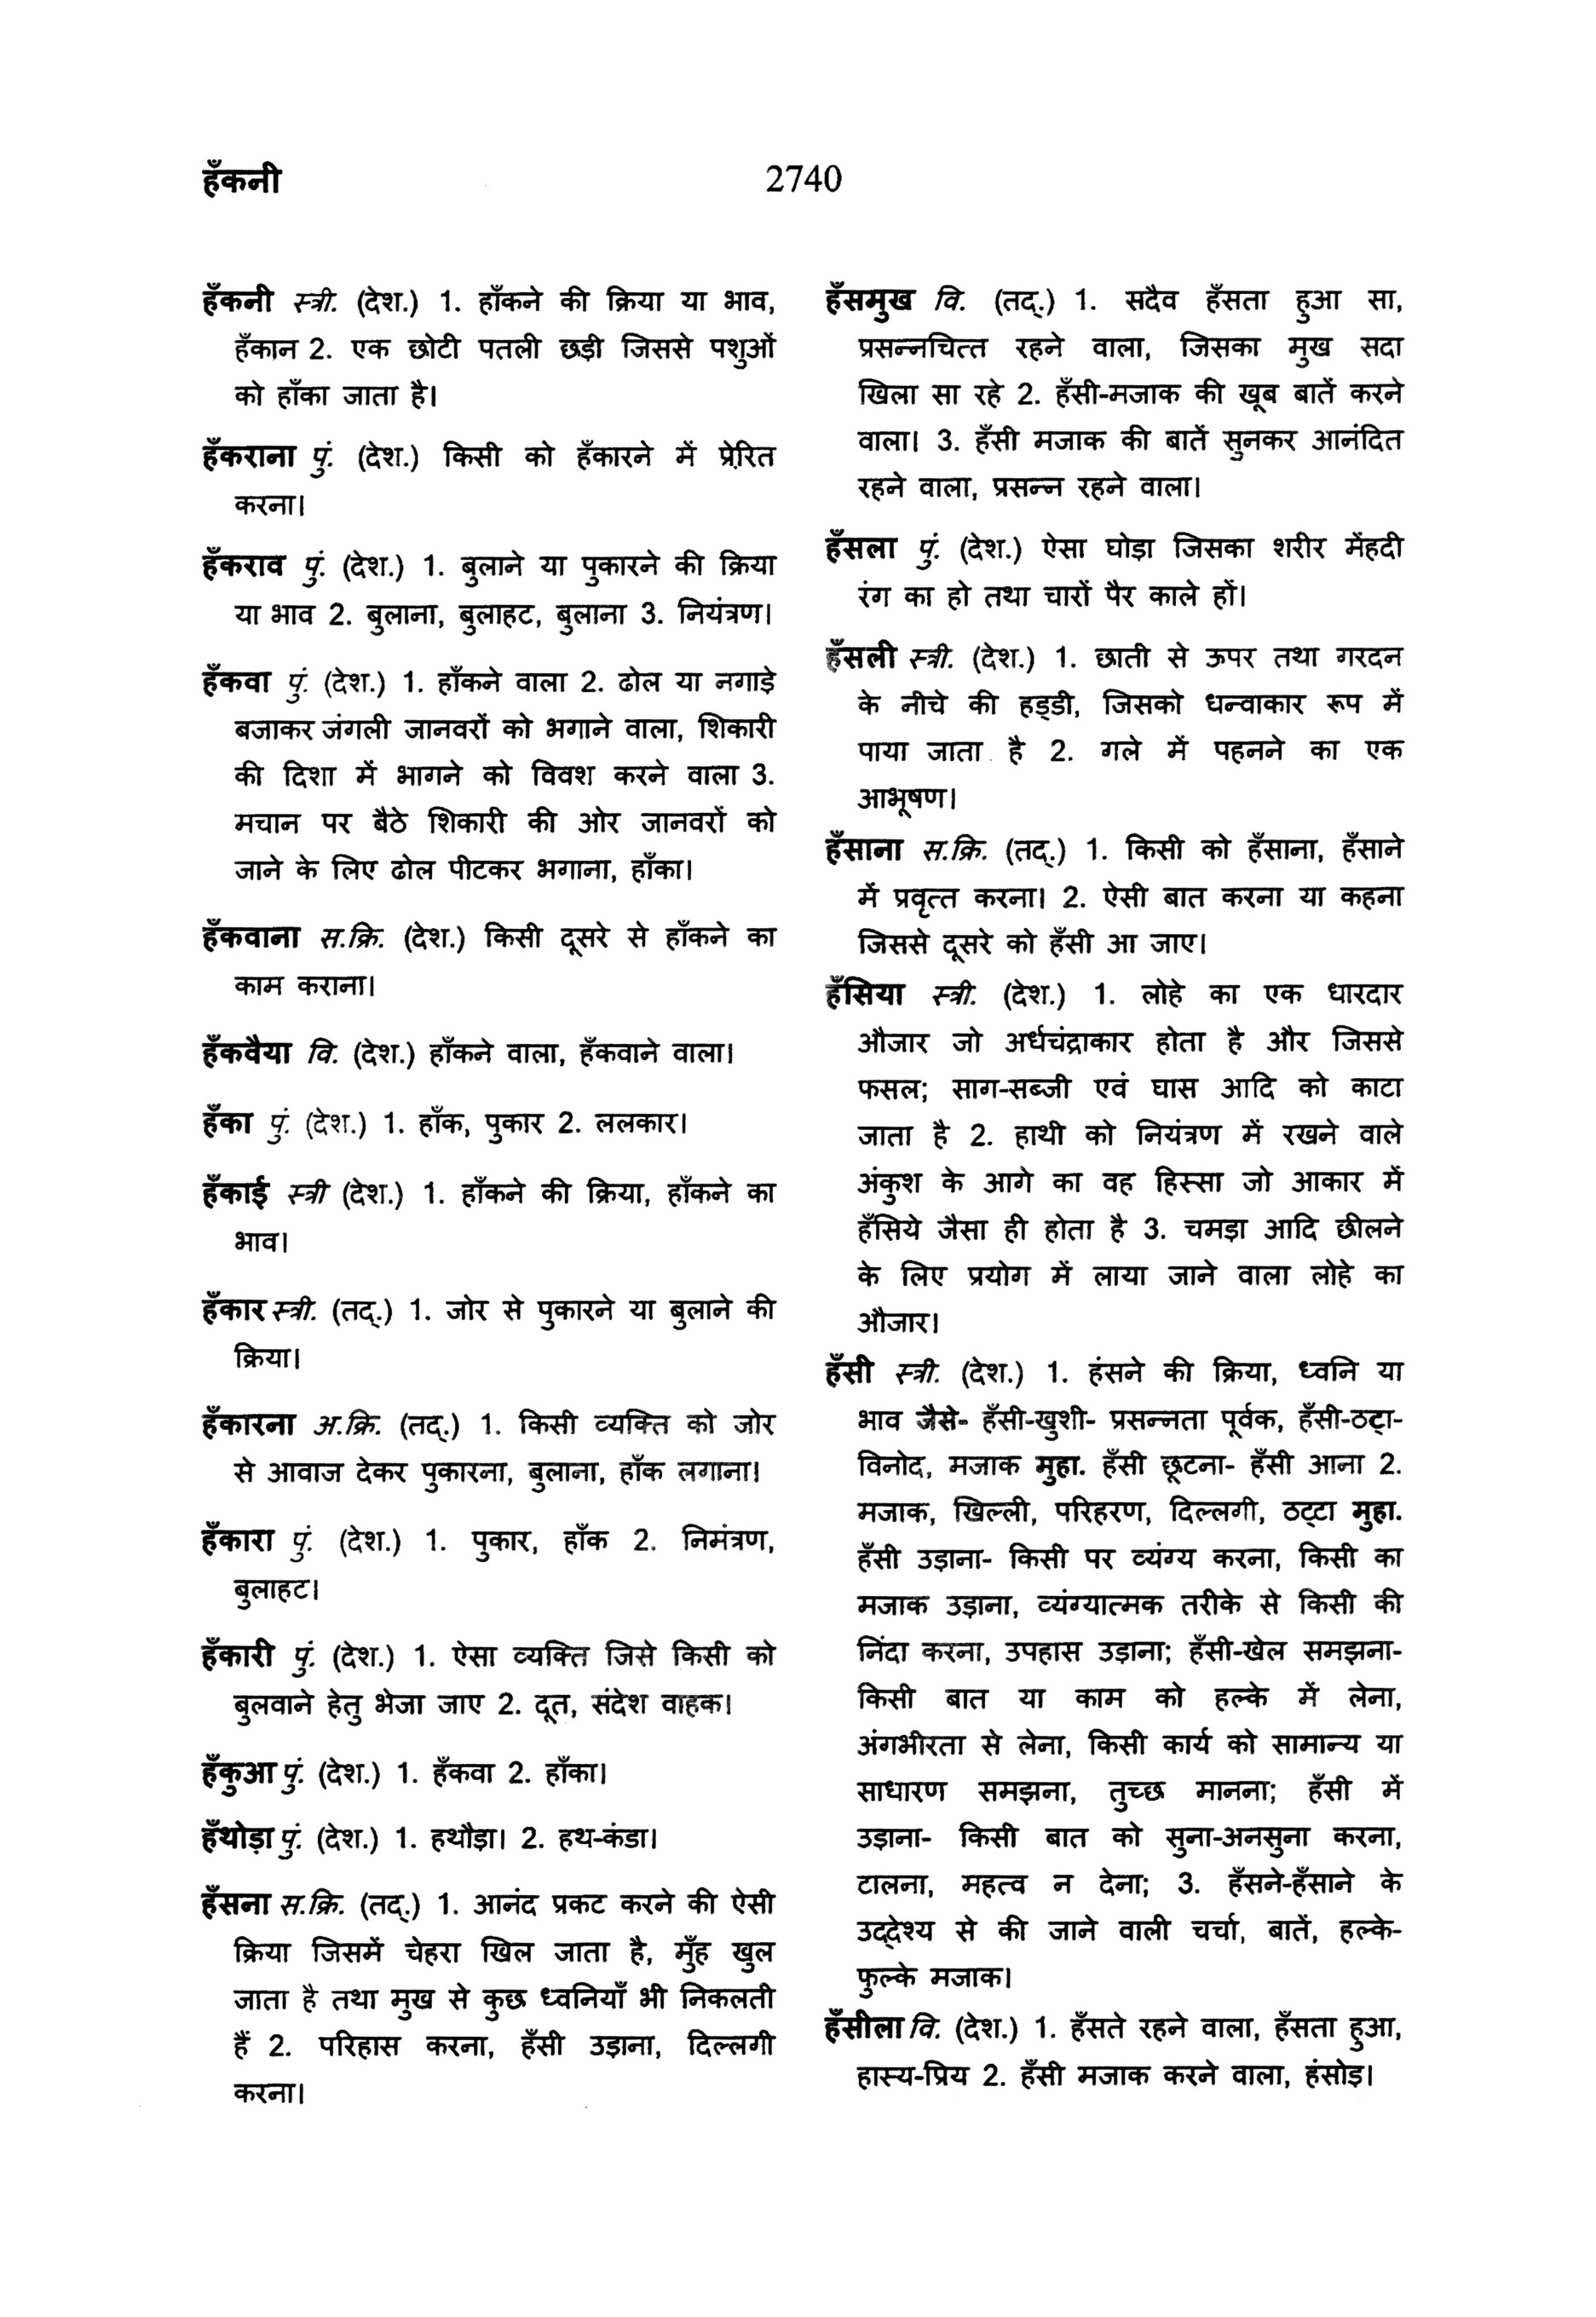 हँकनी
2740
हँकनी स्त्री. (देश.) 1. हाँकने की क्रिया या भाव,
हँकान 2. एक छोटी पतली छड़ी जिससे पशुओं
को हाँका जाता है।
हँकराना पुं. (देश.) किसी को हँकारने में प्रेरित
करना।
हँकराव पुं. (देश.) 1. बुलाने या पुकारने की क्रिया
या भाव 2. बुलाना, बुलाहट, बुलाना 3. नियंत्रण।
हँकवा पुं. (देश.) 1. हाँकने वाला 2. ढोल या नगाड़े
बजाकर जंगली जानवरों को भगाने वाला, शिकारी
की दिशा में भागने को विवश करने वाला 3.
मचान पर बैठे शिकारी की ओर जानवरों को
जाने के लिए ढोल पीटकर भगाना, हाँका।
हँकवाना स.क्रि. (देश.) किसी दूसरे से हाँकने का
काम कराना।
हँकवैया वि. (देश.) हाँकने वाला, हँकवाने वाला।
हँका पुं. (देश.) 1. हाँक, पुकार 2. ललकार।
हँकाई स्त्री (देश.) 1. हाँकने की क्रिया, हाँकने का
भाव।
हँकार स्त्री. (तद्.) 1. जोर से पुकारने या बुलाने की
क्रिया।
हँकारना अ.क्रि. (तद्.) 1. किसी व्यक्ति को जोर
से आवाज देकर पुकारना, बुलाना, हाँक लगाना।
हँकारा पुं. (देश.) 1. पुकार, हाँक 2. निमंत्रण,
बुलाहट।
हँकारी पुं. (देश.) 1. ऐसा व्यक्ति जिसे किसी को
बुलवाने हेतु भेजा जाए 2. दूत, संदेश वाहक।
हँकुआ पुं. (देश.) 1. हँकवा 2. हाँका।
हँथोड़ा पुं. (देश.) 1. हथौड़ा। 2. हथ-कंडा।
हँसना स.क्रि. (तद्.) 1. आनंद प्रकट करने की ऐसी
क्रिया जिसमें चेहरा खिल जाता है, मुँह खुल
जाता है तथा मुख से कुछ ध्वनियाँ भी निकलती
हैं 2. परिहास करना, हँसी उड़ाना, दिल्लगी
करना।
हँसमुख वि. (तद्.) 1. सदैव हँसता हुआ सा,
प्रसन्नचित्त रहने वाला, जिसका मुख सदा
खिला सा रहे 2. हँसी-मजाक की खूब बातें करने
वाला। 3. हँसी मजाक की बातें सुनकर आनंदित
रहने वाला, प्रसन्न रहने वाला।
हँसला पुं. (देश.) ऐसा घोड़ा जिसका शरीर मेंहदी
रंग का हो तथा चारों पैर काले हों।
हँसली स्त्री. (देश.) 1. छाती से ऊपर तथा गरदन
के नीचे की हड्डी, जिसको धन्वाकार रूप में
पाया जाता है 2. गले में पहनने का एक
आभूषण।
हँसाना स.क्रि. (तद्.) 1. किसी को हँसाना, हँसाने
में प्रवृत्त करना। 2. ऐसी बात करना या कहना
जिससे दूसरे को हँसी आ जाए।
हँसिया स्त्री. (देश.) 1. लोहे का एक धारदार
औजार जो अर्धचंद्राकार होता है और जिससे
फसल; साग-सब्जी एवं घास आदि को काटा
जाता है 2. हाथी को नियंत्रण में रखने वाले
अंकुश के आगे का वह हिस्सा जो आकार में
हँसिये जैसा ही होता है 3. चमड़ा आदि छीलने
के लिए प्रयोग में लाया जाने वाला लोहे का
औजार।
हँसी स्त्री. (देश.) 1. हंसने की क्रिया, ध्वनि या
भाव जैसे- हँसी-खुशी- प्रसन्नता पूर्वक, हँसी-ठट्ठा-
विनोद, मजाक मुहा. हँसी छूटना- हँसी आना 2.
मजाक, खिल्ली, परिहरण, दिल्लगी, ठट्टा मुहा.
हँसी उड़ाना- किसी पर व्यंग्य करना, किसी का
मजाक उड़ाना, व्यंग्यात्मक तरीके से किसी की
निंदा करना, उपहास उड़ाना; हँसी-खेल समझना-
किसी बात या काम को हल्के में लेना,
अंगभीरता से लेना, किसी कार्य को सामान्य या
साधारण समझना, तुच्छ मानना; हँसी में
उड़ाना- किसी बात को सुना-अनसुना करना,
टालना, महत्व न देना; 3. हँसने-हँसाने के
उद्देश्य से की जाने वाली चर्चा, बातें, हल्के-
फुल्के मजाक।
हँसीला वि. (देश.) 1. हँसते रहने वाला, हँसता हुआ,
हास्य-प्रिय 2. हँसी मजाक करने वाला, हंसोड़।